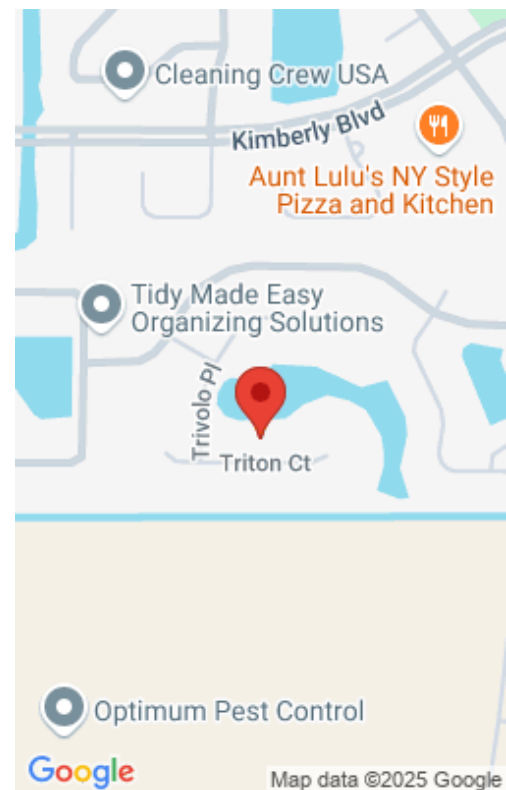 Cleaning Crew USA
Kimberly Blvd
Aunt Lulu's NY Style
Pizza and Kitchen
Tidy Made Easy
Organizing Solutions
Trivolo Pl
Triton Ct
Optimum Pest Control
Google
Map data ©2025 Google